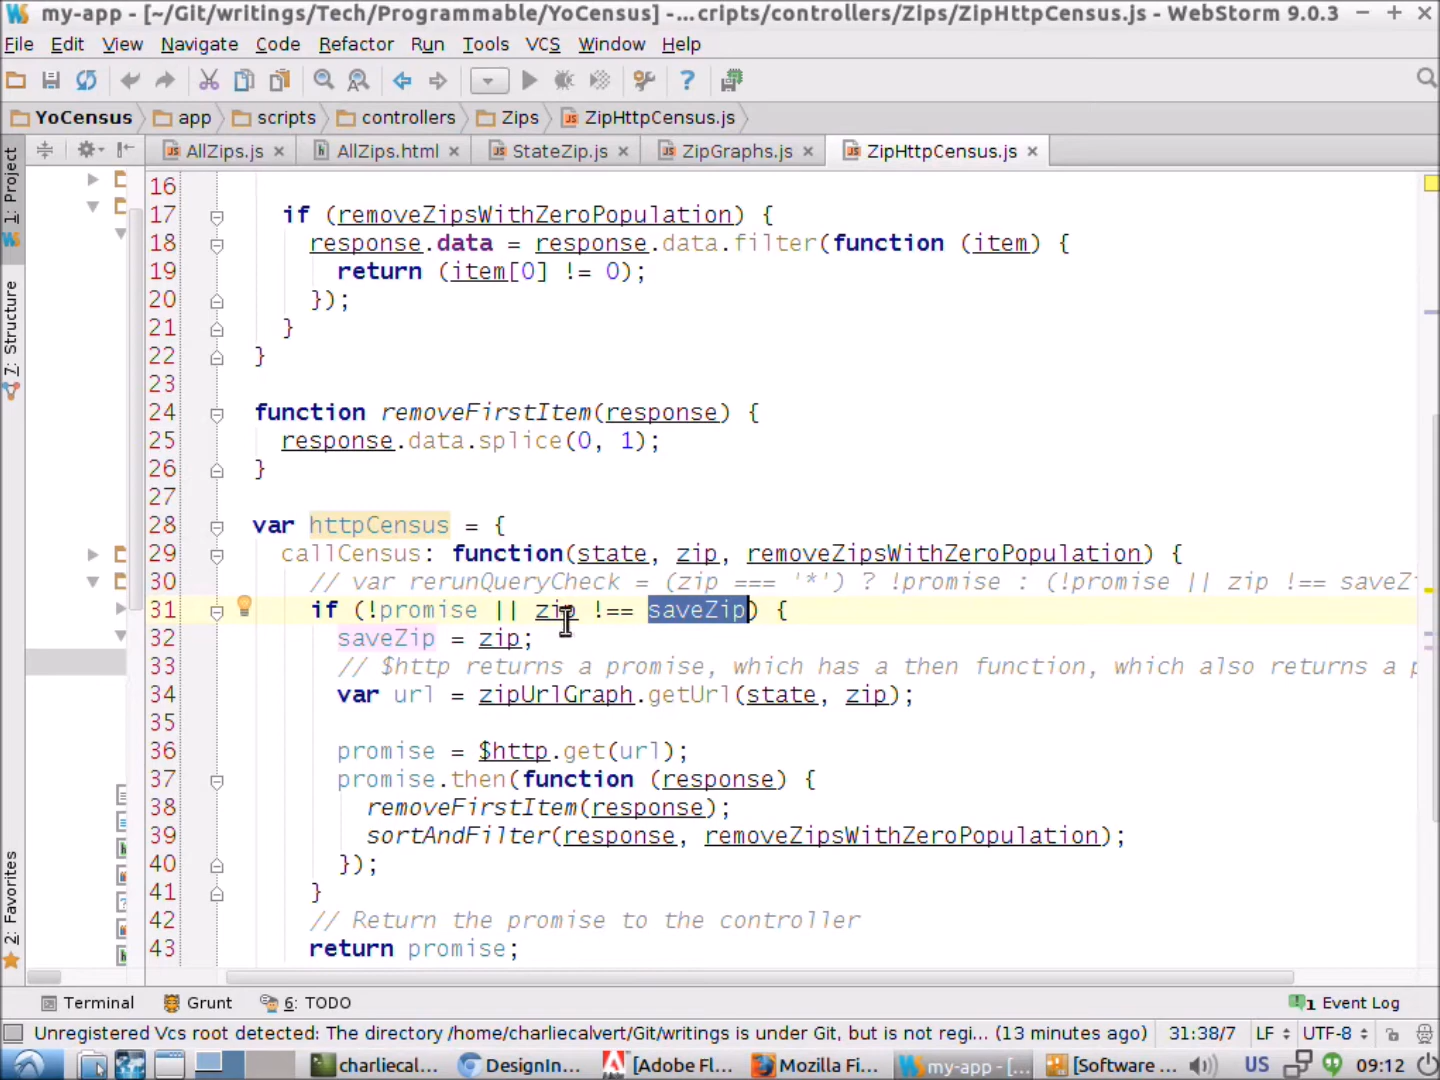 my-app - [~/Git/writings/Tech/Programmable/YoCensus] -...cripts/controllers/Zips/ZipHttpCensus.js - WebStorm 9.0.3
File Edit View Navigate Code Refactor Run Tools VCS Window Help
YoCensus app scripts controllers Zips ZipHttpCensus.js
AllZips.js AllZips.html StateZip.js ZipGraphs.js ZipHttpCensus.js
1: Project
7: Structure
2: Favorites
16
17 if (removeZipsWithZeroPopulation) {
18 response.data = response.data.filter(function (item) {
19 return (item[0] != 0);
20 });
21 }
22 }
23
24 function removeFirstItem(response) {
25 response.data.splice(0, 1);
26 }
27
28 var httpCensus = {
29 callCensus: function(state, zip, removeZipsWithZeroPopulation) {
30 // var rerunQueryCheck = (zip === '*') ? !promise : (!promise || zip !== saveZ
31 if (!promise || zip !== saveZip) {
32 saveZip = zip;
33 // $http returns a promise, which has a then function, which also returns a p
34 var url = zipUrlGraph.getUrl(state, zip);
35
36 promise = $http.get(url);
37 promise.then(function (response) {
38 removeFirstItem(response);
39 sortAndFilter(response, removeZipsWithZeroPopulation);
40 });
41 }
42 // Return the promise to the controller
43 return promise;
Terminal Grunt 6: TODO 1 Event Log
Unregistered Vcs root detected: The directory /home/charliecalvert/Git/writings is under Git, but is not regi... (13 minutes ago) 31:38/7 LF UTF-8
charliecal... DesignIn... [Adobe Fl... Mozilla Fi... my-app - [... [Software ... US 09:12